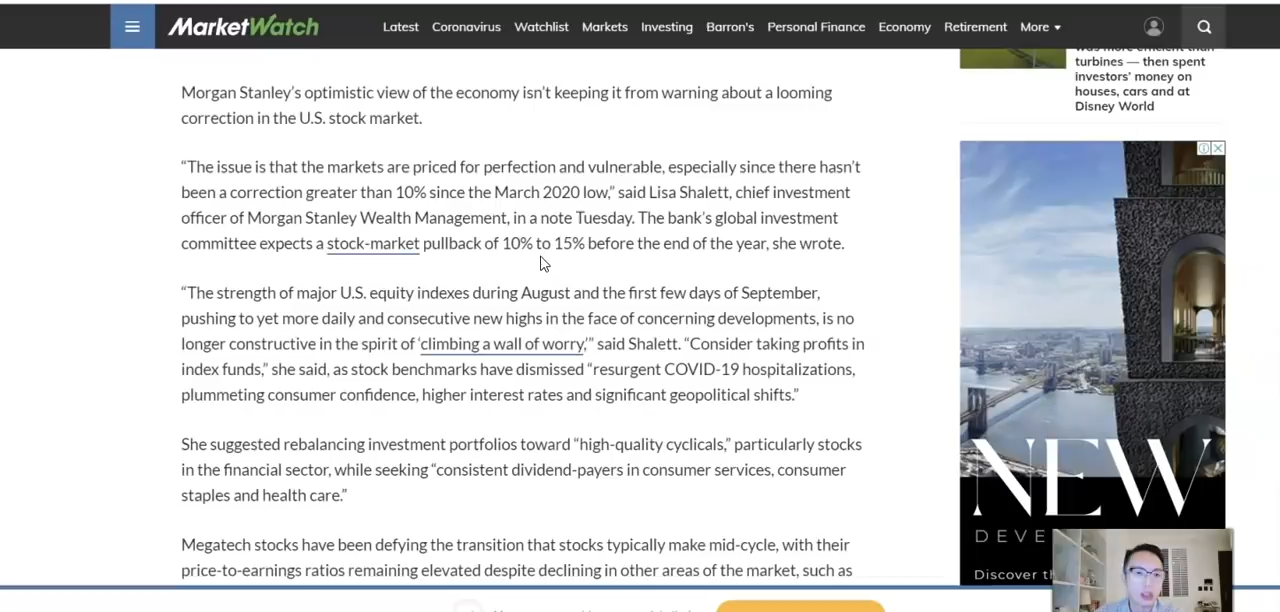 MarketWatch
Latest Coronavirus Watchlist Markets Investing Barron's Personal Finance Economy Retirement More
was more efficient than
turbines — then spent
investors' money on
houses, cars and at
Disney World
Morgan Stanley's optimistic view of the economy isn't keeping it from warning about a looming
correction in the U.S. stock market.
“The issue is that the markets are priced for perfection and vulnerable, especially since there hasn't
been a correction greater than 10% since the March 2020 low,” said Lisa Shalett, chief investment
officer of Morgan Stanley Wealth Management, in a note Tuesday. The bank's global investment
committee expects a stock-market pullback of 10% to 15% before the end of the year, she wrote.
“The strength of major U.S. equity indexes during August and the first few days of September,
pushing to yet more daily and consecutive new highs in the face of concerning developments, is no
longer constructive in the spirit of ‘climbing a wall of worry,’” said Shalett. “Consider taking profits in
index funds,” she said, as stock benchmarks have dismissed “resurgent COVID-19 hospitalizations,
plummeting consumer confidence, higher interest rates and significant geopolitical shifts.”
She suggested rebalancing investment portfolios toward “high-quality cyclicals,” particularly stocks
in the financial sector, while seeking “consistent dividend-payers in consumer services, consumer
staples and health care.”
Megatech stocks have been defying the transition that stocks typically make mid-cycle, with their
price-to-earnings ratios remaining elevated despite declining in other areas of the market, such as
NEW
DEVE
Discover th